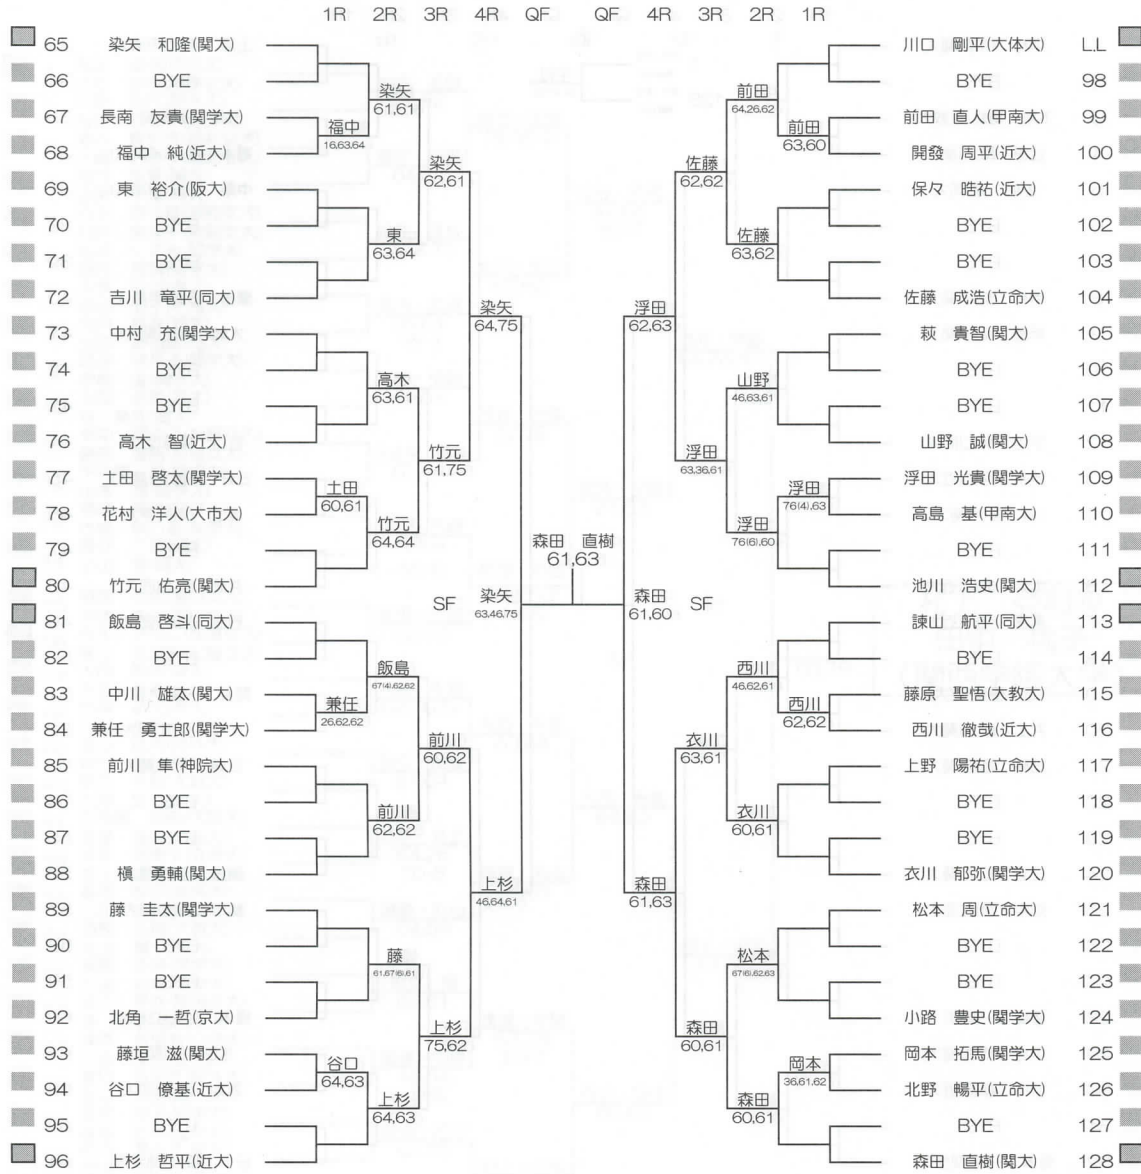 1R 2R 3R 4R QF QF 4R 3R 2R 1R
65 染矢 和隆(関大)
66 BYE
67 長南 友貴(関学大)
68 福中 純(近大)
69 東 裕介(阪大)
70 BYE
71 BYE
72 吉川 竜平(同大)
73 中村 充(関学大)
74 BYE
75 BYE
76 高木 智(近大)
77 土田 啓太(関学大)
78 花村 洋人(大市大)
79 BYE
80 竹元 佑亮(関大)
81 飯島 啓斗(同大)
82 BYE
83 中川 雄太(関大)
84 兼任 勇士郎(関学大)
85 前川 隼(神院大)
86 BYE
87 BYE
88 槇 勇輔(関大)
89 藤 圭太(関学大)
90 BYE
91 BYE
92 北角 一哲(京大)
93 藤垣 滋(関大)
94 谷口 僚基(近大)
95 BYE
96 上杉 哲平(近大)
福中
16,63,64
土田
60,61
兼任
26,62,62
谷口
64,63
染矢
61,61
東
63,64
高木
63,61
竹元
64,64
飯島
67(4),62,62
前川
62,62
藤
61,67(6),61
上杉
64,63
染矢
62,61
竹元
61,75
前川
60,62
上杉
75,62
染矢
64,75
上杉
46,64,61
SF
染矢
63,46,75
森田 直樹
61,63
森田
61,60
SF
浮田
62,63
森田
61,63
佐藤
62,62
浮田
63,36,61
衣川
63,61
森田
60,61
前田
64,26,62
佐藤
63,62
山野
46,63,61
浮田
76(6),60
西川
46,62,61
衣川
60,61
松本
67(6),62,63
森田
60,61
前田
63,60
浮田
76(4),63
西川
62,62
岡本
36,61,62
川口 剛平(大体大) L.L
BYE 98
前田 直人(甲南大) 99
開發 周平(近大) 100
保々 晧祐(近大) 101
BYE 102
BYE 103
佐藤 成浩(立命大) 104
萩 貴智(関大) 105
BYE 106
BYE 107
山野 誠(関大) 108
浮田 光貴(関学大) 109
高島 基(甲南大) 110
BYE 111
池川 浩史(関大) 112
諫山 航平(同大) 113
BYE 114
藤原 聖悟(大教大) 115
西川 徹哉(近大) 116
上野 陽祐(立命大) 117
BYE 118
BYE 119
衣川 郁弥(関学大) 120
松本 周(立命大) 121
BYE 122
BYE 123
小路 豊史(関学大) 124
岡本 拓馬(関学大) 125
北野 暢平(立命大) 126
BYE 127
森田 直樹(関大) 128